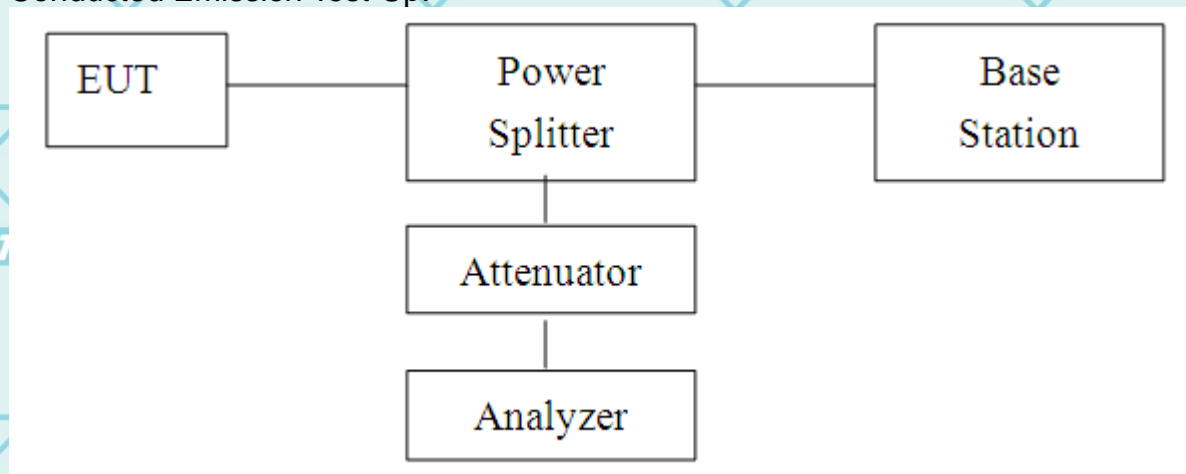 EUT
Power
Splitter
Base
Station
Attenuator
Analyzer